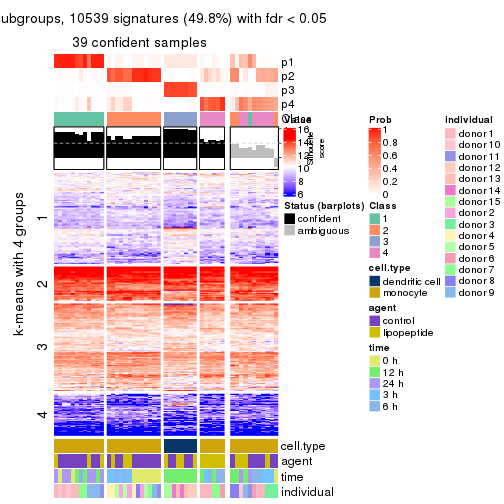 ubgroups, 10539 signatures (49.8%) with fdr < 0.05
39 confident samples
p1
p2
p3
p4
Class
Silhouette
score
1
2
3
4
k-means with 4 groups
cell.type
agent
time
individual
16
14
12
10
8
6
Status (barplots)
confident
ambiguous
Prob
1
0.8
0.6
0.4
0.2
0
Class
1
2
3
4
cell.type
dendritic cell
monocyte
agent
control
lipopeptide
time
0 h
12 h
24 h
3 h
6 h
individual
donor1
donor10
donor11
donor12
donor13
donor14
donor15
donor2
donor3
donor4
donor5
donor6
donor7
donor8
donor9